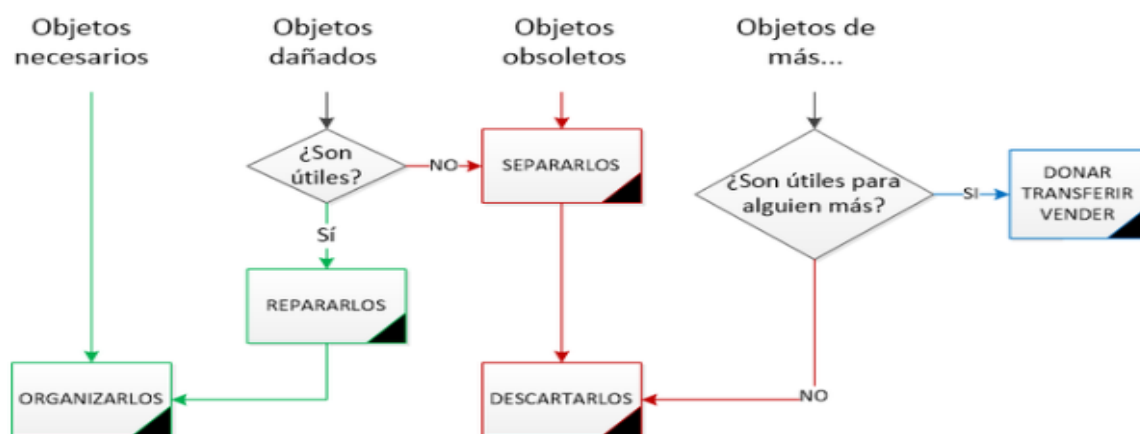 Objetos
necesarios
Objetos
dañados
Objetos
obsoletos
Objetos de
más...
¿Son
útiles?
NO
SEPARARLOS
¿Son útiles para
alguien más?
SI
DONAR
TRANSFERIR
VENDER
Sí
REPARARLOS
ORGANIZARLOS
DESCARTARLOS
NO